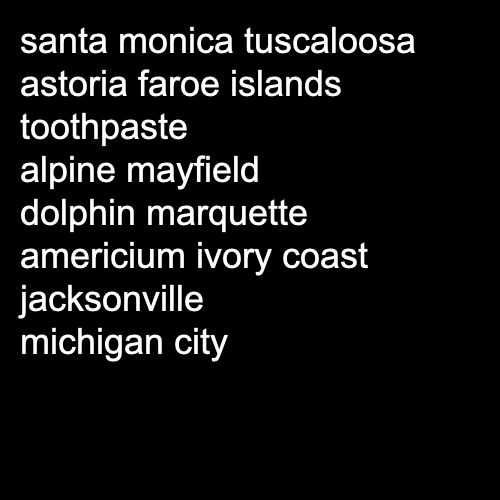 santa monica tuscaloosa
astoria faroe islands
toothpaste
alpine mayfield
dolphin marquette
americium ivory coast
jacksonville
michigan city